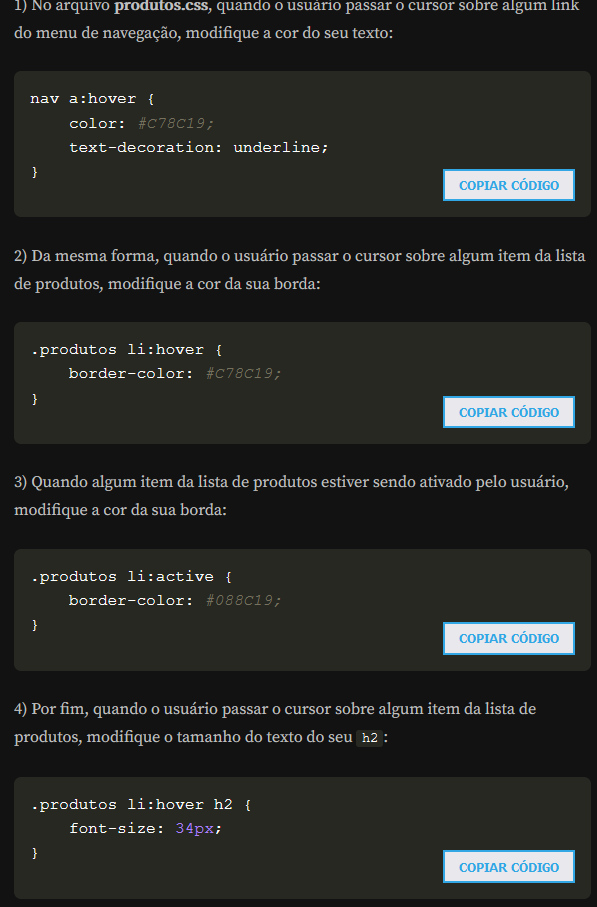 1) No arquivo produtos.css, quando o usuário passar o cursor sobre algum link
do menu de navegação, modifique a cor do seu texto:
nav a:hover {
    color: #C78C19;
    text-decoration: underline;
}
COPIAR CÓDIGO
2) Da mesma forma, quando o usuário passar o cursor sobre algum item da lista
de produtos, modifique a cor da sua borda:
.produtos li:hover {
    border-color: #C78C19;
}
COPIAR CÓDIGO
3) Quando algum item da lista de produtos estiver sendo ativado pelo usuário,
modifique a cor da sua borda:
.produtos li:active {
    border-color: #088C19;
}
COPIAR CÓDIGO
4) Por fim, quando o usuário passar o cursor sobre algum item da lista de
produtos, modifique o tamanho do texto do seu h2:
.produtos li:hover h2 {
    font-size: 34px;
}
COPIAR CÓDIGO